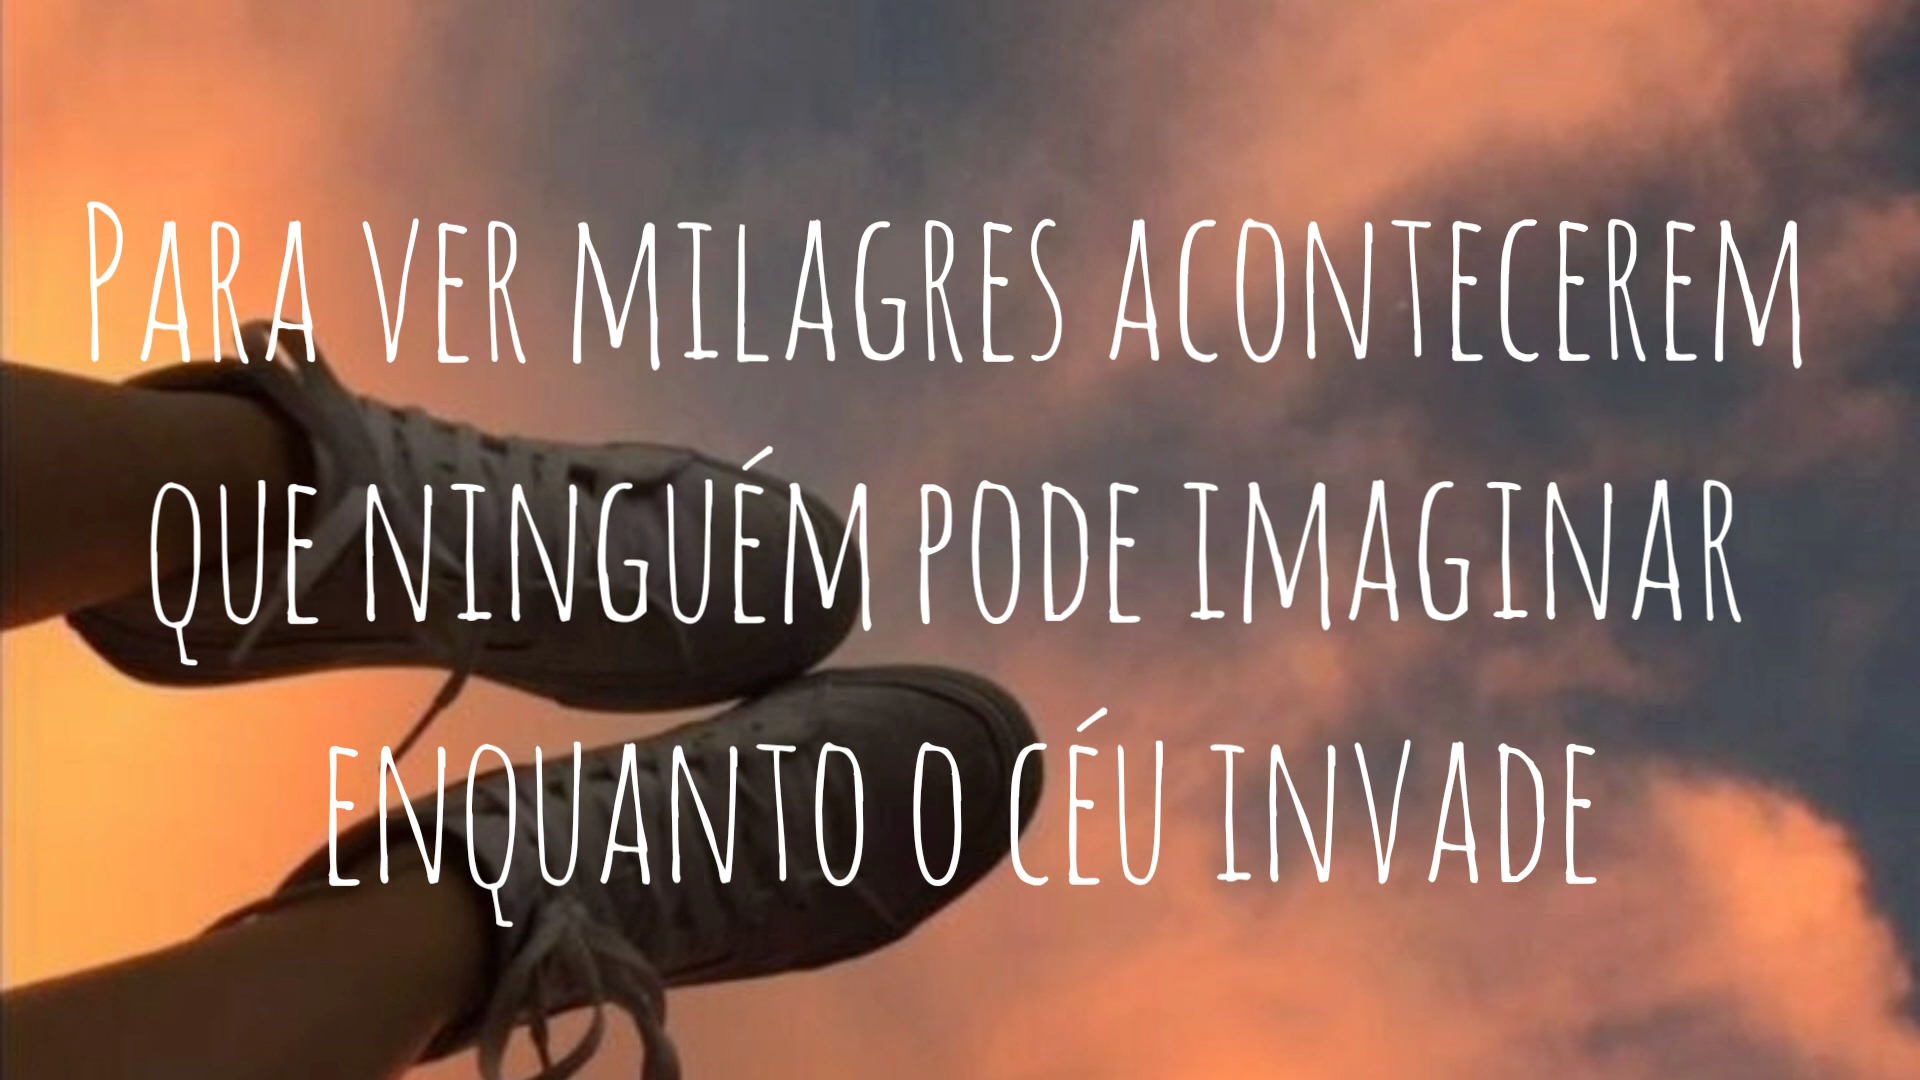 PARA VER MILAGRES ACONTECEREM
QUE NINGUÉM PODE IMAGINAR
ENQUANTO O CÉU INVADE